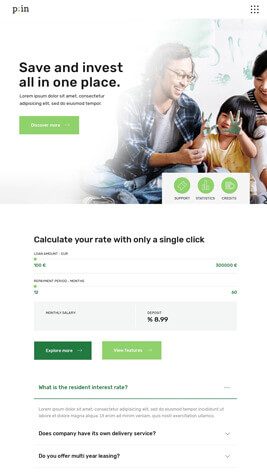 p:in
Save and invest
all in one place.
Lorem ipsum dolor sit amet, consectetur
adipiscing elit, sed do eiusmod tempor.
Discover more
SUPPORT STATISTICS CREDITS
Calculate your rate with only a single click
LOAN AMOUNT - EUR
100 € 300000 €
REPAYMENT PERIOD - MONTHS
12 60
MONTHLY SALARY DEPOSIT
% 8.99
Explore more View features
What is the resident interest rate?
Lorem ipsum dolor sit amet, consectetur adipiscing elit, sed do eiusmod tempor incididunt ut
labore et dolore magna aliqua. Ut enim ad minim veniam, quis nostrud exercitation ullamco.
Does company have its own delivery service?
Do you offer multi year leasing?